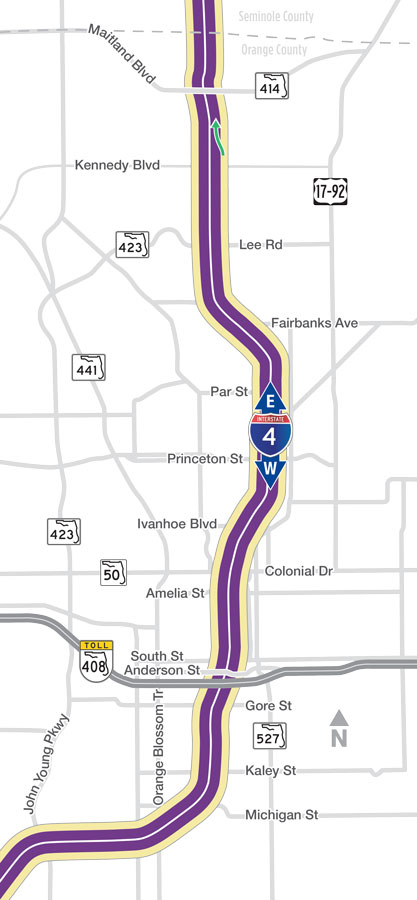 Seminole County
Maitland Blvd
Orange County
414
Kennedy Blvd
17-92
423
Lee Rd
Fairbanks Ave
441
Par St
E
INTERSTATE
4
W
Princeton St
Ivanhoe Blvd
423
50
Colonial Dr
Amelia St
TOLL
408
South St
Anderson St
Orange Blossom Tr
Gore St
527
N
John Young Pkwy
Kaley St
Michigan St